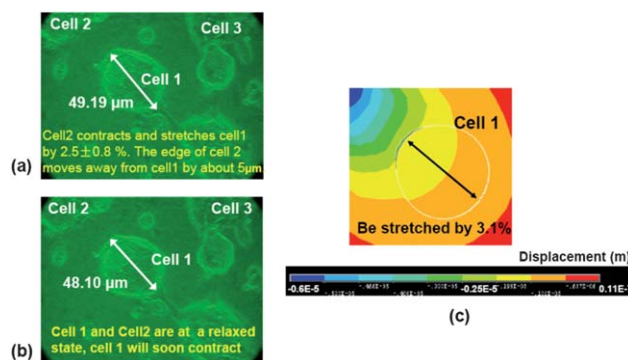 Cell 2
Cell 3
Cell 1
49.19 µm
Cell2 contracts and stretches cell1
by 2.5±0.8 %. The edge of cell 2
moves away from cell1 by about 5µm
(a)
Cell 2
Cell 3
Cell 1
48.10 µm
Cell 1 and Cell2 are at a relaxed
state, cell 1 will soon contract
(b)
Cell 1
Be stretched by 3.1%
Displacement (m)
-0.6E-5
-0.25E-5
0.11E-7
(c)